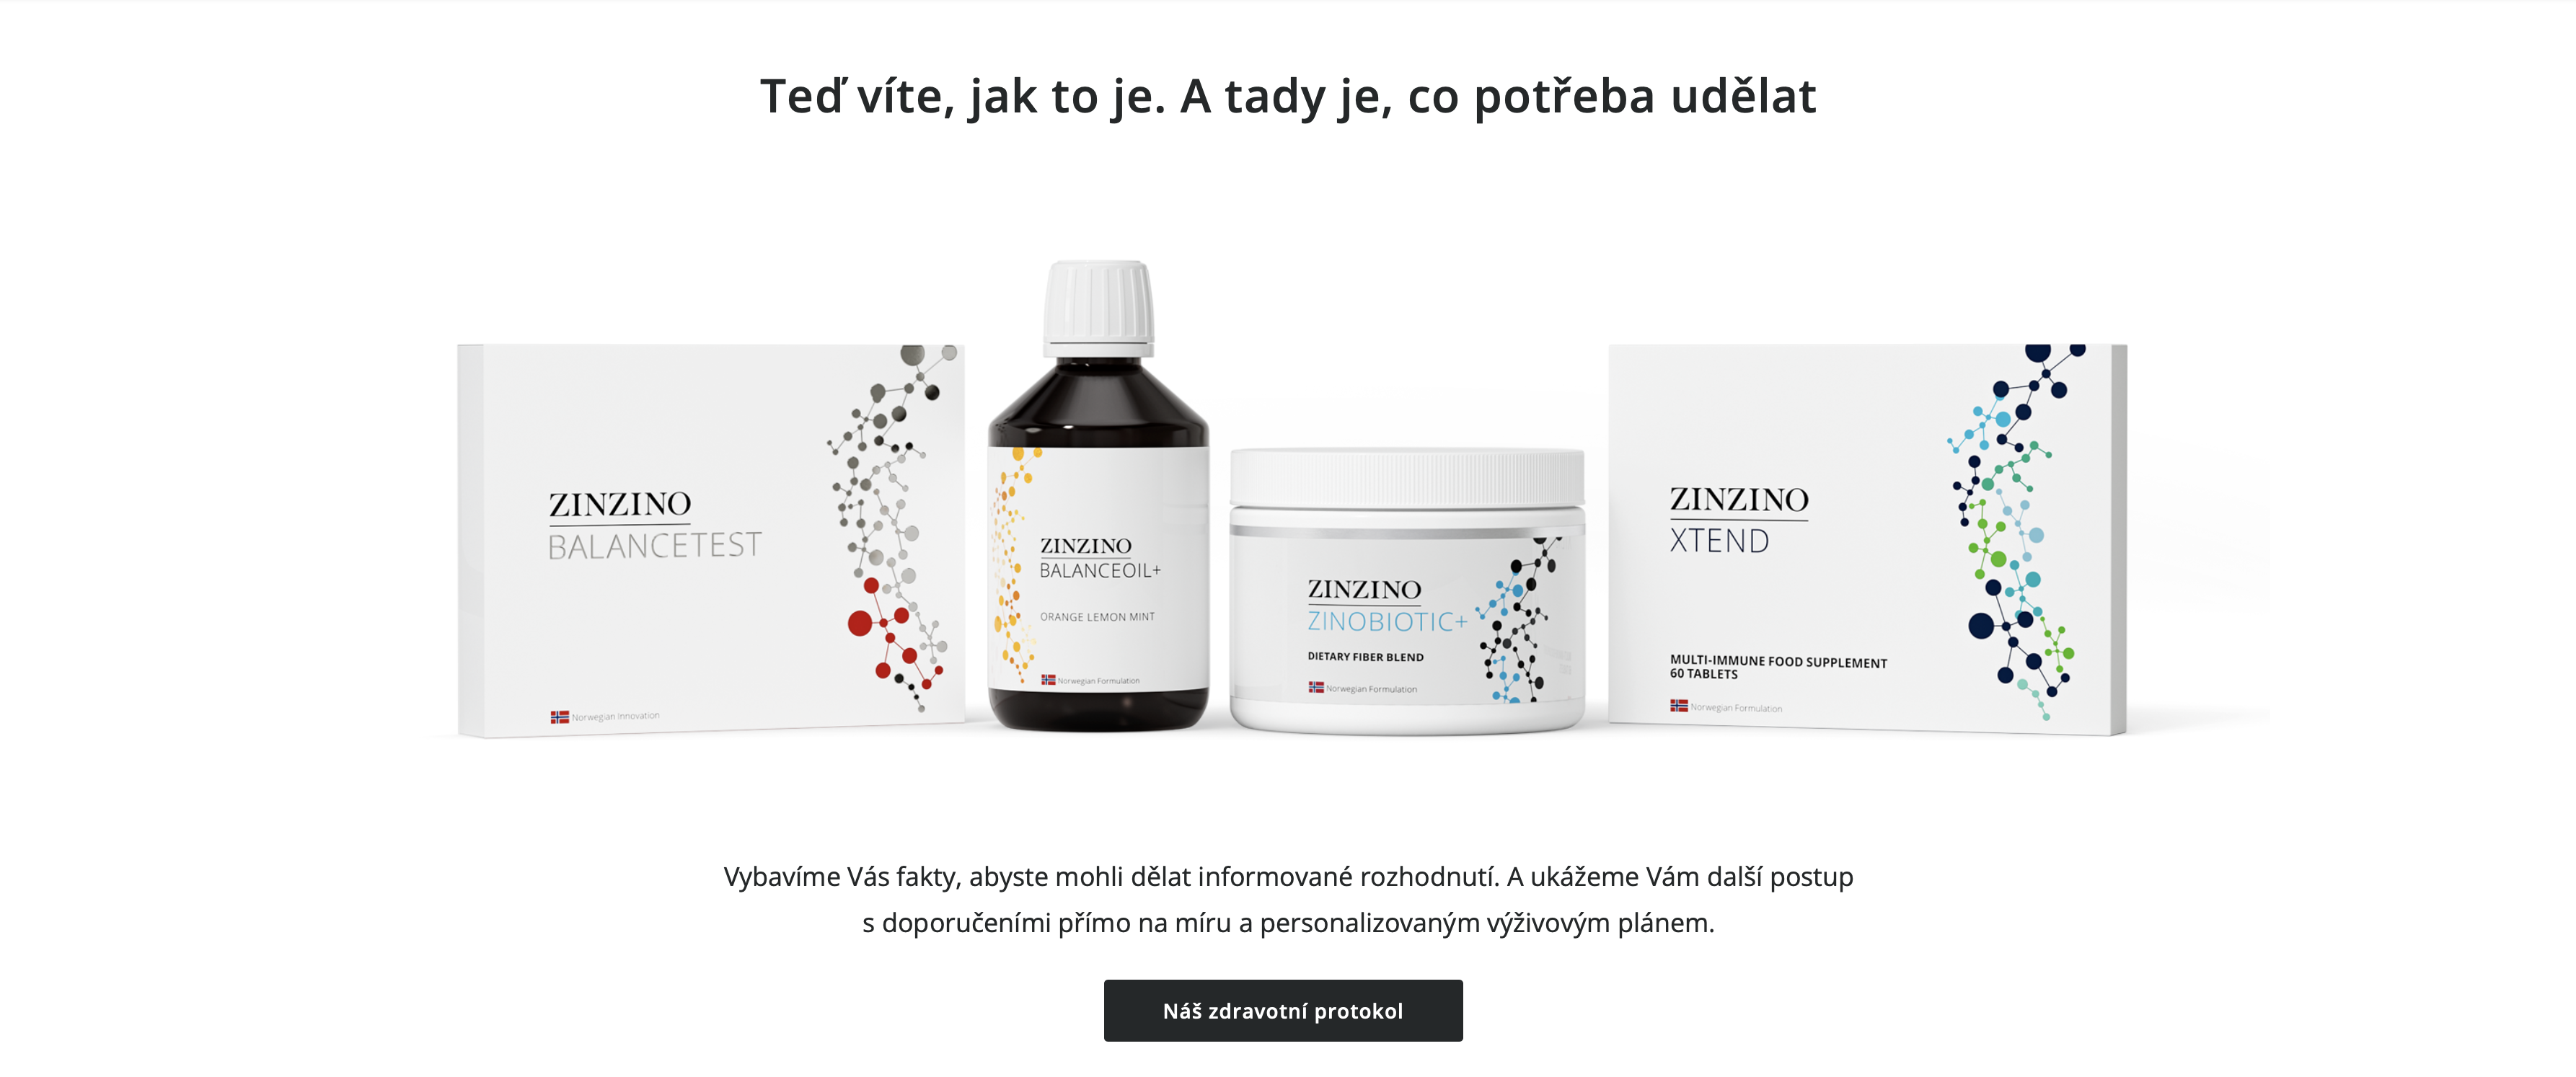 Teď víte, jak to je. A tady je, co potřeba udělat
ZINZINO
BALANCETEST
Norwegian Innovation
ZINZINO
BALANCEOIL+
ORANGE LEMON MINT
Norwegian Formulation
ZINZINO
ZINOBIOTIC+
DIETARY FIBER BLEND
Norwegian Formulation
ZINZINO
XTEND
MULTI-IMMUNE FOOD SUPPLEMENT
60 TABLETS
Norwegian Formulation
Vybavíme Vás fakty, abyste mohli dělat informované rozhodnutí. A ukážeme Vám další postup
s doporučeními přímo na míru a personalizovaným výživovým plánem.
Náš zdravotní protokol